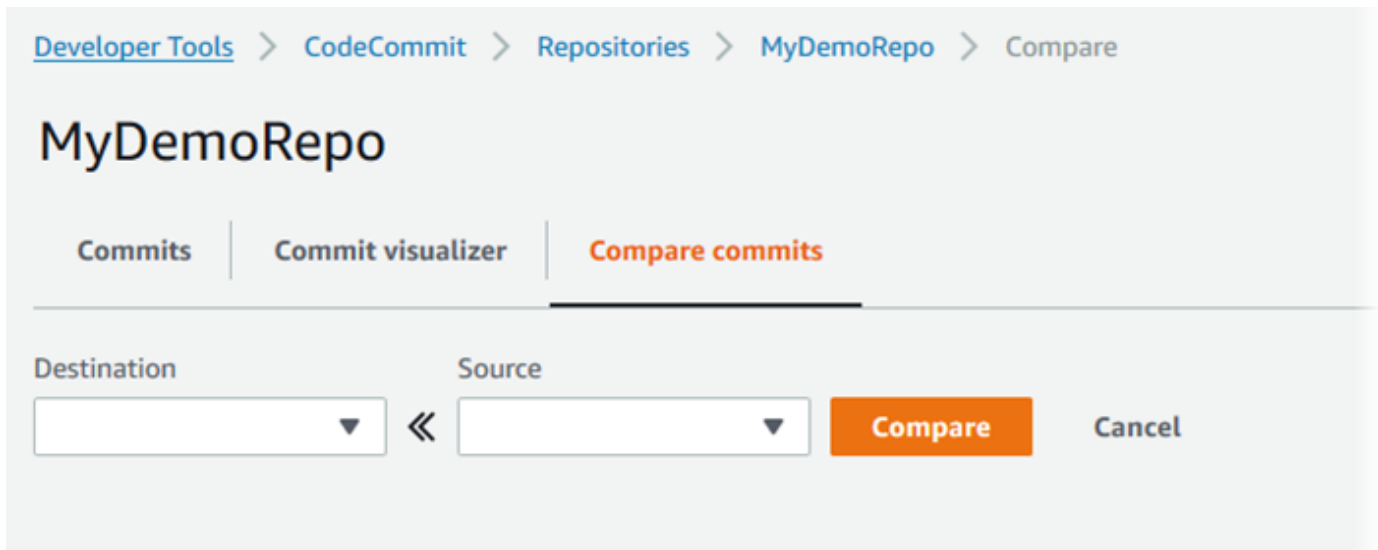 Developer Tools > CodeCommit > Repositories > MyDemoRepo > Compare
MyDemoRepo
Commits Commit visualizer Compare commits
Destination Source
« Compare Cancel